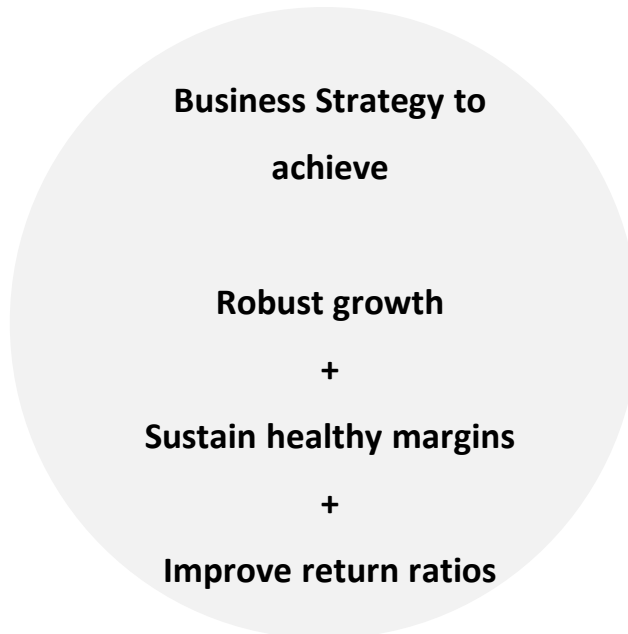 Business Strategy to
achieve
Robust growth
+
Sustain healthy margins
+
Improve return ratios